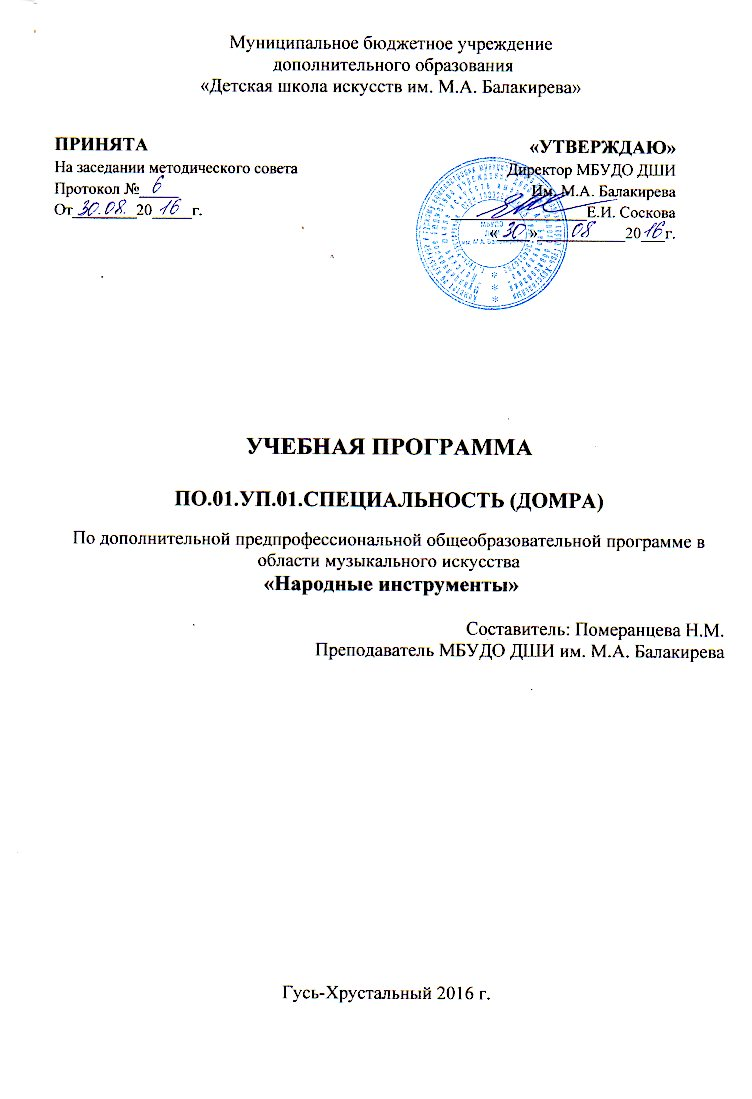 Муниципальное бюджетное учреждение
дополнительного образования
«Детская школа искусств им. М.А. Балакирева»
ПРИНЯТА
На заседании методического совета
Протокол №__6__
От 30.08. 20 16 г.
«УТВЕРЖДАЮ»
Директор МБУДО ДШИ
Им. М.А. Балакирева
Е.И. Соскова
« 30 » 08 20 16 г.
УЧЕБНАЯ ПРОГРАММА
ПО.01.УП.01.СПЕЦИАЛЬНОСТЬ (ДОМРА)
По дополнительной предпрофессиональной общеобразовательной программе в
области музыкального искусства
«Народные инструменты»
Составитель: Померанцева Н.М.
Преподаватель МБУДО ДШИ им. М.А. Балакирева
Гусь-Хрустальный 2016 г.